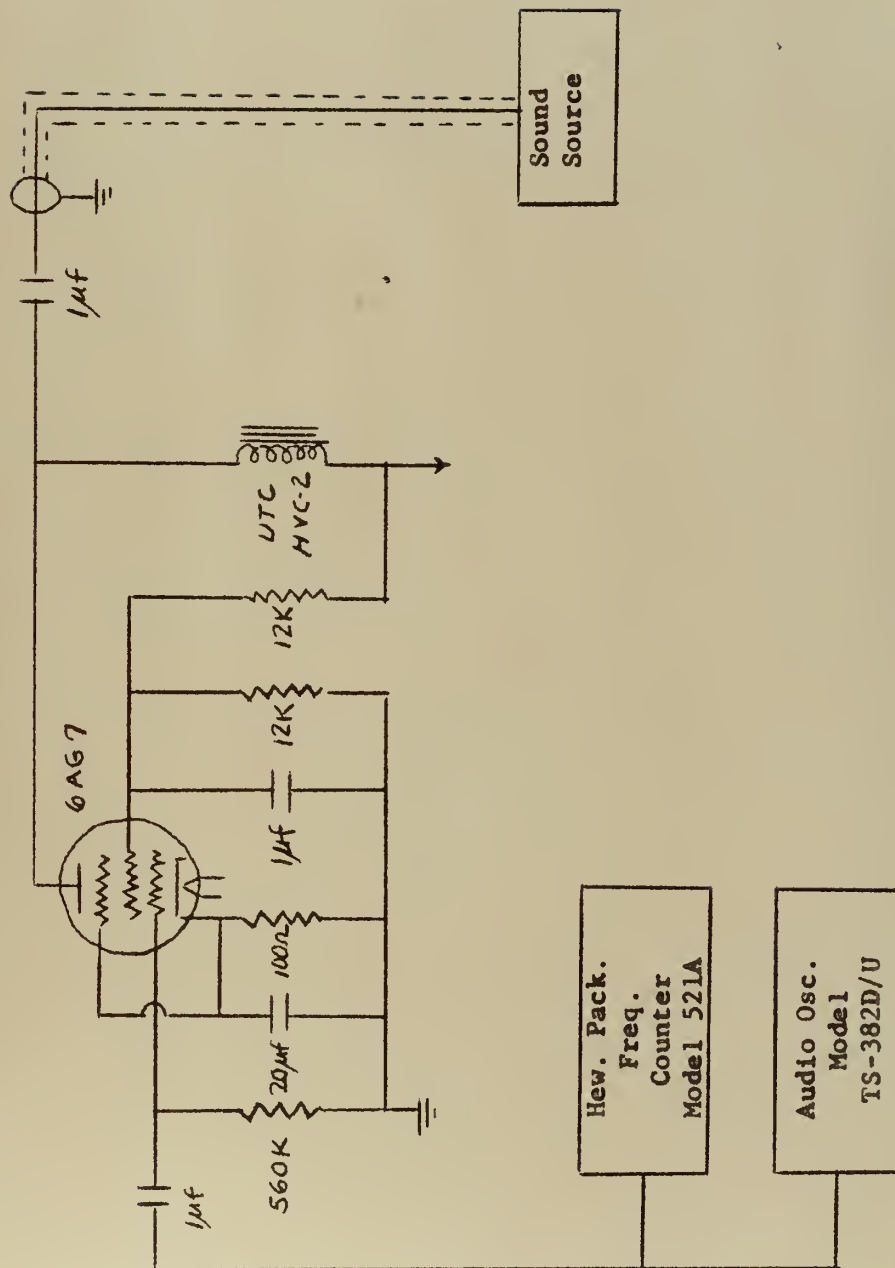 6AG7
1µf
UTC
HVC-2
12K
12K
1µf
100Ω
20µf
560K
1µf
Sound
Source
Hew. Pack.
Freq.
Counter
Model 521A
Audio Osc.
Model
TS-382D/U